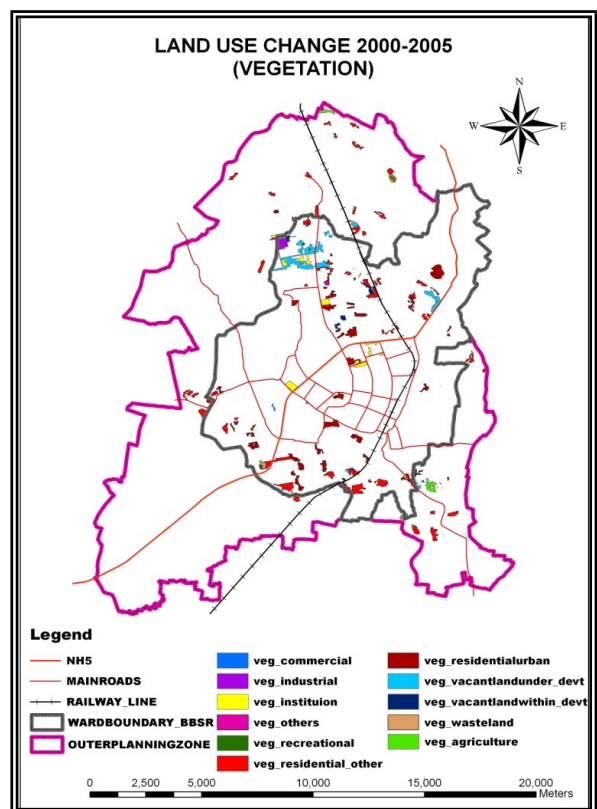 LAND USE CHANGE 2000-2005
(VEGETATION)
N
W E
S
Legend
NH5
MAINROADS
RAILWAY_LINE
WARDBOUNDARY_BBSR
OUTERPLANNINGZONE
veg_commercial
veg_industrial
veg_instituion
veg_others
veg_recreational
veg_residential_other
veg_residentialurban
veg_vacantlandunder_devt
veg_vacantlandwithin_devt
veg_wasteland
veg_agriculture
0 2,500 5,000 10,000 15,000 20,000
Meters